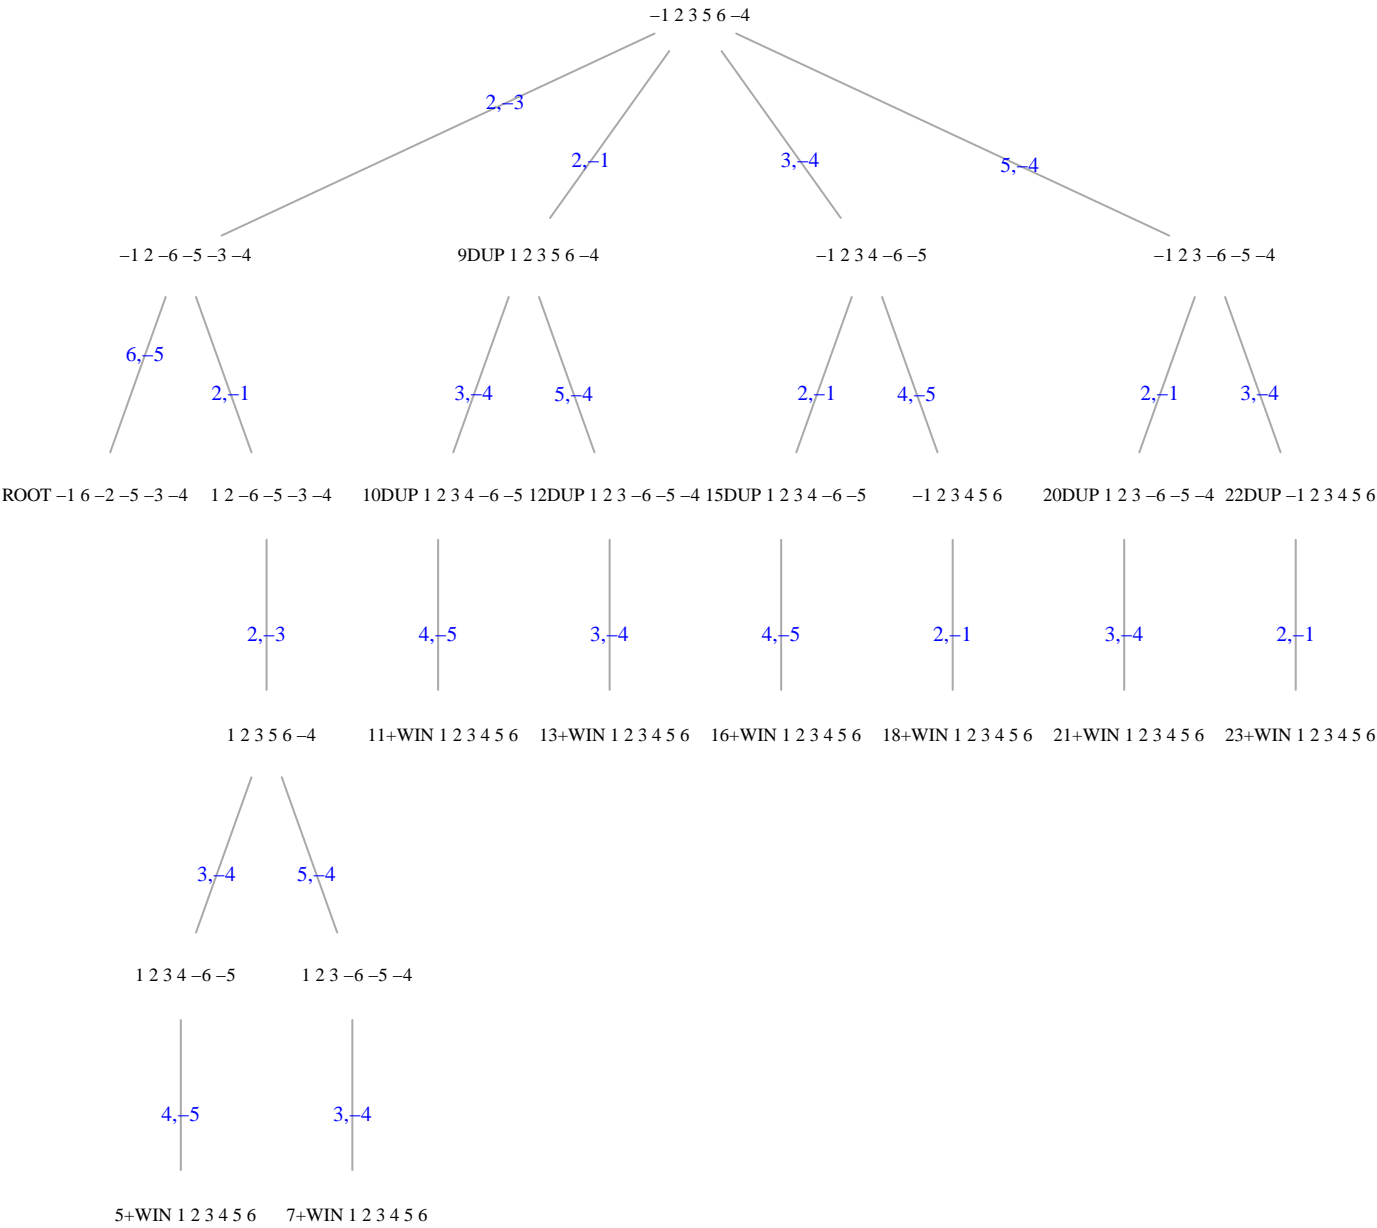 –1 2 3 5 6 –4
2,–3
2,–1
3,–4
5,–4
–1 2 –6 –5 –3 –4
9DUP 1 2 3 5 6 –4
–1 2 3 4 –6 –5
–1 2 3 –6 –5 –4
6,–5
2,–1
3,–4
5,–4
2,–1
4,–5
2,–1
3,–4
ROOT –1 6 –2 –5 –3 –4
1 2 –6 –5 –3 –4
10DUP 1 2 3 4 –6 –5
12DUP 1 2 3 –6 –5 –4
15DUP 1 2 3 4 –6 –5
–1 2 3 4 5 6
20DUP 1 2 3 –6 –5 –4
22DUP –1 2 3 4 5 6
2,–3
4,–5
3,–4
4,–5
2,–1
3,–4
2,–1
1 2 3 5 6 –4
11+WIN 1 2 3 4 5 6
13+WIN 1 2 3 4 5 6
16+WIN 1 2 3 4 5 6
18+WIN 1 2 3 4 5 6
21+WIN 1 2 3 4 5 6
23+WIN 1 2 3 4 5 6
3,–4
5,–4
1 2 3 4 –6 –5
1 2 3 –6 –5 –4
4,–5
3,–4
5+WIN 1 2 3 4 5 6
7+WIN 1 2 3 4 5 6